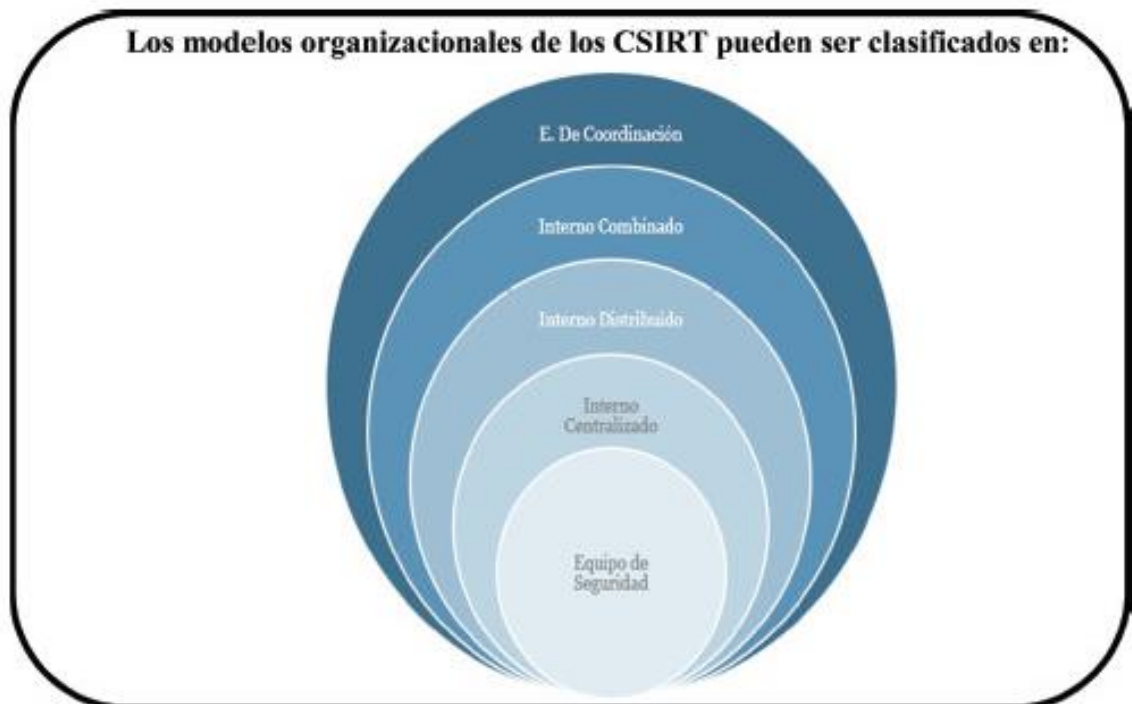 Los modelos organizacionales de los CSIRT pueden ser clasificados en:
E. De Coordinación
Interno Combinado
Interno Distribuido
Interno
Centralizado
Equipo de
Seguridad